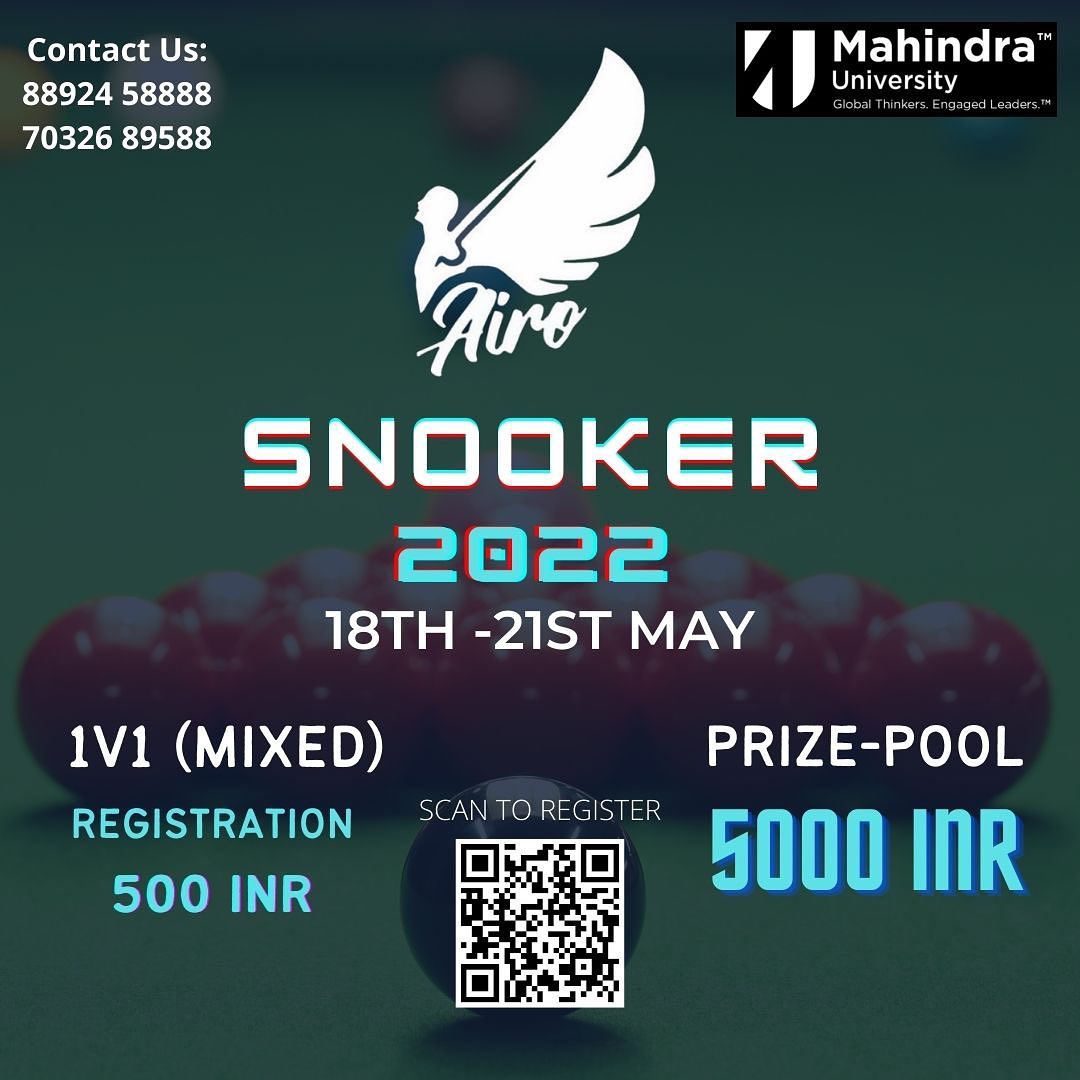 Contact Us:
88924 58888
70326 89588
Mahindra™
University
Global Thinkers. Engaged Leaders.™
Airo
SNOOKER
2022
18TH -21ST MAY
1V1 (MIXED)
REGISTRATION
500 INR
SCAN TO REGISTER
PRIZE-POOL
5000 INR